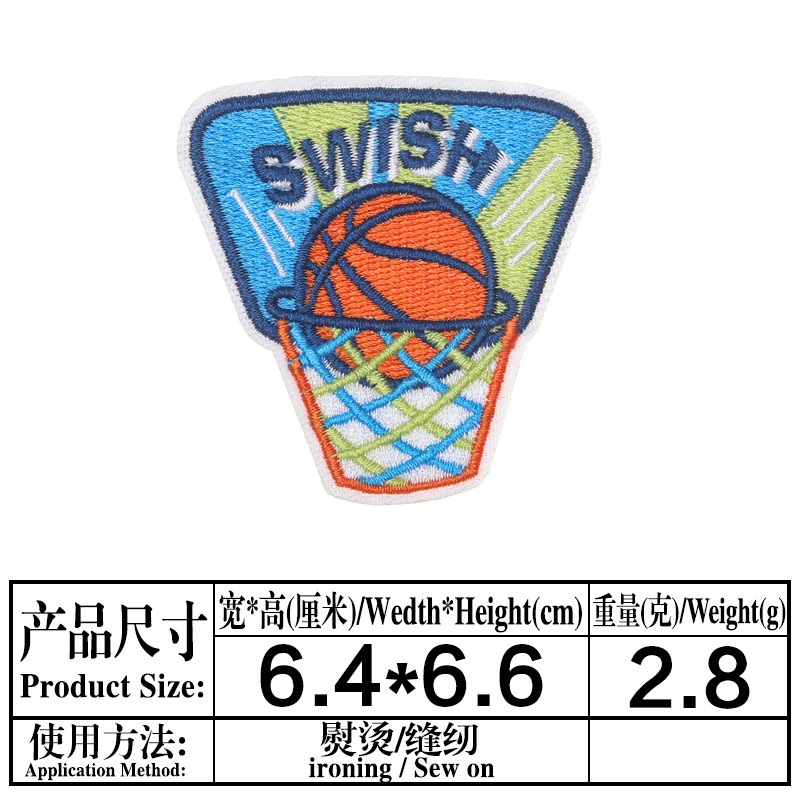 SWISH
产品尺寸
Product Size:
宽*高(厘米)/Wedth*Height(cm)
重量(克)/Weight(g)
6.4*6.6
2.8
使用方法:
Application Method:
熨烫/缝纫
ironing / Sew on